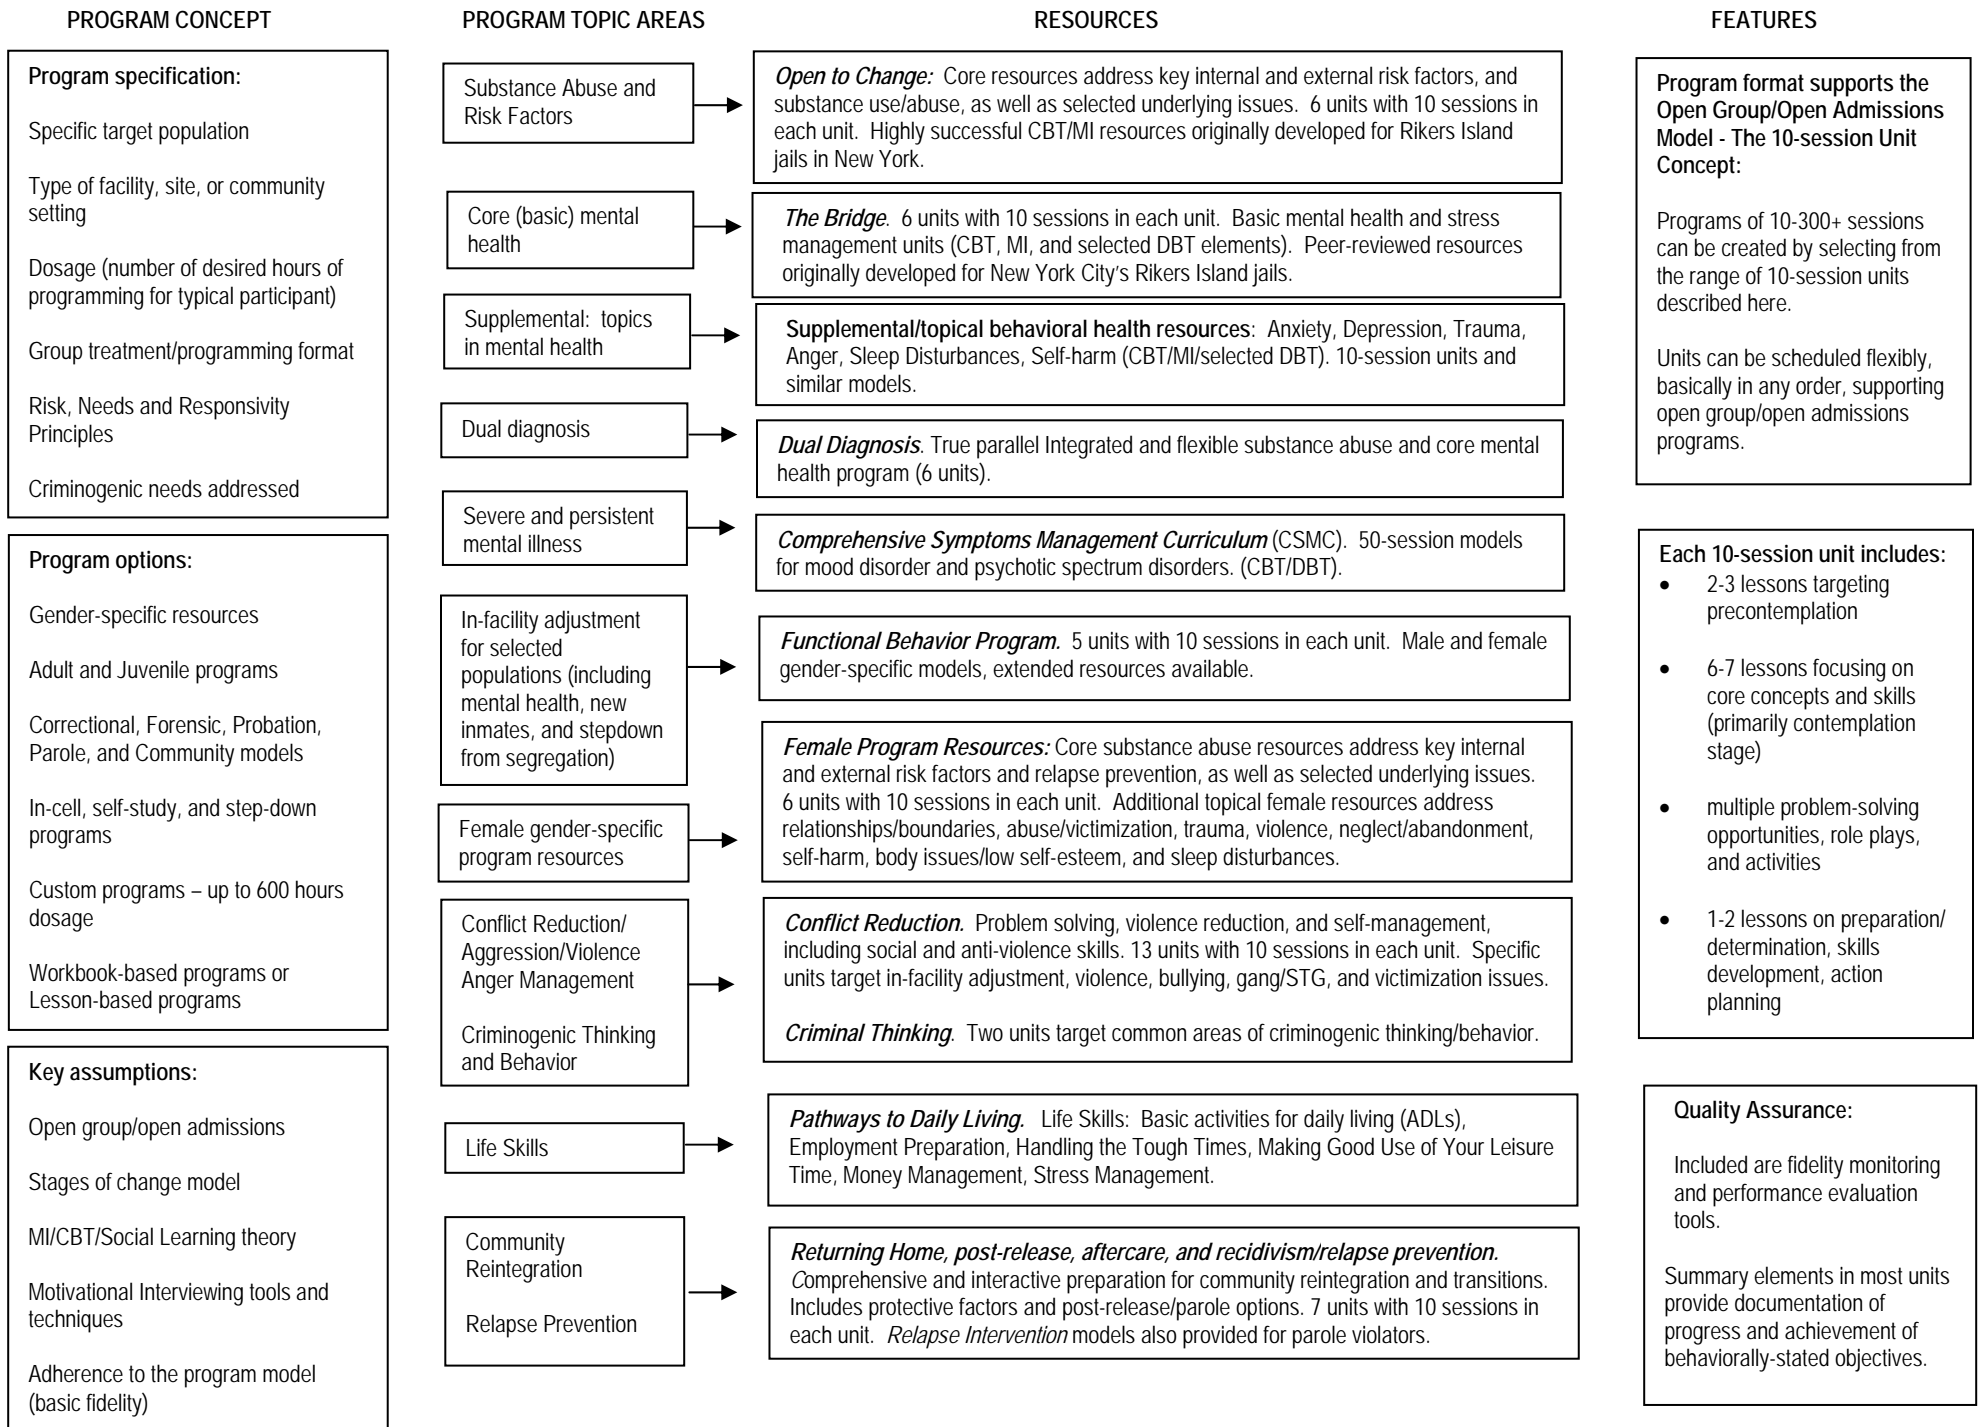 PROGRAM CONCEPT
Program specification:
Specific target population
Type of facility, site, or community
setting
Dosage (number of desired hours of
programming for typical participant)
Group treatment/programming format
Risk, Needs and Responsivity
Principles
Criminogenic needs addressed
Program options:
Gender-specific resources
Adult and Juvenile programs
Correctional, Forensic, Probation,
Parole, and Community models
In-cell, self-study, and step-down
programs
Custom programs – up to 600 hours
dosage
Workbook-based programs or
Lesson-based programs
Key assumptions:
Open group/open admissions
Stages of change model
MI/CBT/Social Learning theory
Motivational Interviewing tools and
techniques
Adherence to the program model
(basic fidelity)
PROGRAM TOPIC AREAS
Substance Abuse and
Risk Factors
Core (basic) mental
health
Supplemental: topics
in mental health
Dual diagnosis
Severe and persistent
mental illness
In-facility adjustment
for selected
populations (including
mental health, new
inmates, and stepdown
from segregation)
Female gender-specific
program resources
Conflict Reduction/
Aggression/Violence
Anger Management
Criminogenic Thinking
and Behavior
Life Skills
Community
Reintegration
Relapse Prevention
RESOURCES
Open to Change: Core resources address key internal and external risk factors, and
substance use/abuse, as well as selected underlying issues. 6 units with 10 sessions in
each unit. Highly successful CBT/MI resources originally developed for Rikers Island
jails in New York.
The Bridge. 6 units with 10 sessions in each unit. Basic mental health and stress
management units (CBT, MI, and selected DBT elements). Peer-reviewed resources
originally developed for New York City's Rikers Island jails.
Supplemental/topical behavioral health resources: Anxiety, Depression, Trauma,
Anger, Sleep Disturbances, Self-harm (CBT/MI/selected DBT). 10-session units and
similar models.
Dual Diagnosis. True parallel Integrated and flexible substance abuse and core mental
health program (6 units).
Comprehensive Symptoms Management Curriculum (CSMC). 50-session models
for mood disorder and psychotic spectrum disorders. (CBT/DBT).
Functional Behavior Program. 5 units with 10 sessions in each unit. Male and female
gender-specific models, extended resources available.
Female Program Resources: Core substance abuse resources address key internal
and external risk factors and relapse prevention, as well as selected underlying issues.
6 units with 10 sessions in each unit. Additional topical female resources address
relationships/boundaries, abuse/victimization, trauma, violence, neglect/abandonment,
self-harm, body issues/low self-esteem, and sleep disturbances.
Conflict Reduction. Problem solving, violence reduction, and self-management,
including social and anti-violence skills. 13 units with 10 sessions in each unit. Specific
units target in-facility adjustment, violence, bullying, gang/STG, and victimization issues.
Criminal Thinking. Two units target common areas of criminogenic thinking/behavior.
Pathways to Daily Living. Life Skills: Basic activities for daily living (ADLs),
Employment Preparation, Handling the Tough Times, Making Good Use of Your Leisure
Time, Money Management, Stress Management.
Returning Home, post-release, aftercare, and recidivism/relapse prevention.
Comprehensive and interactive preparation for community reintegration and transitions.
Includes protective factors and post-release/parole options. 7 units with 10 sessions in
each unit. Relapse Intervention models also provided for parole violators.
FEATURES
Program format supports the
Open Group/Open Admissions
Model - The 10-session Unit
Concept:
Programs of 10-300+ sessions
can be created by selecting from
the range of 10-session units
described here.
Units can be scheduled flexibly,
basically in any order, supporting
open group/open admissions
programs.
Each 10-session unit includes:
• 2-3 lessons targeting
precontemplation
• 6-7 lessons focusing on
core concepts and skills
(primarily contemplation
stage)
• multiple problem-solving
opportunities, role plays,
and activities
• 1-2 lessons on preparation/
determination, skills
development, action
planning
Quality Assurance:
Included are fidelity monitoring
and performance evaluation
tools.
Summary elements in most units
provide documentation of
progress and achievement of
behaviorally-stated objectives.